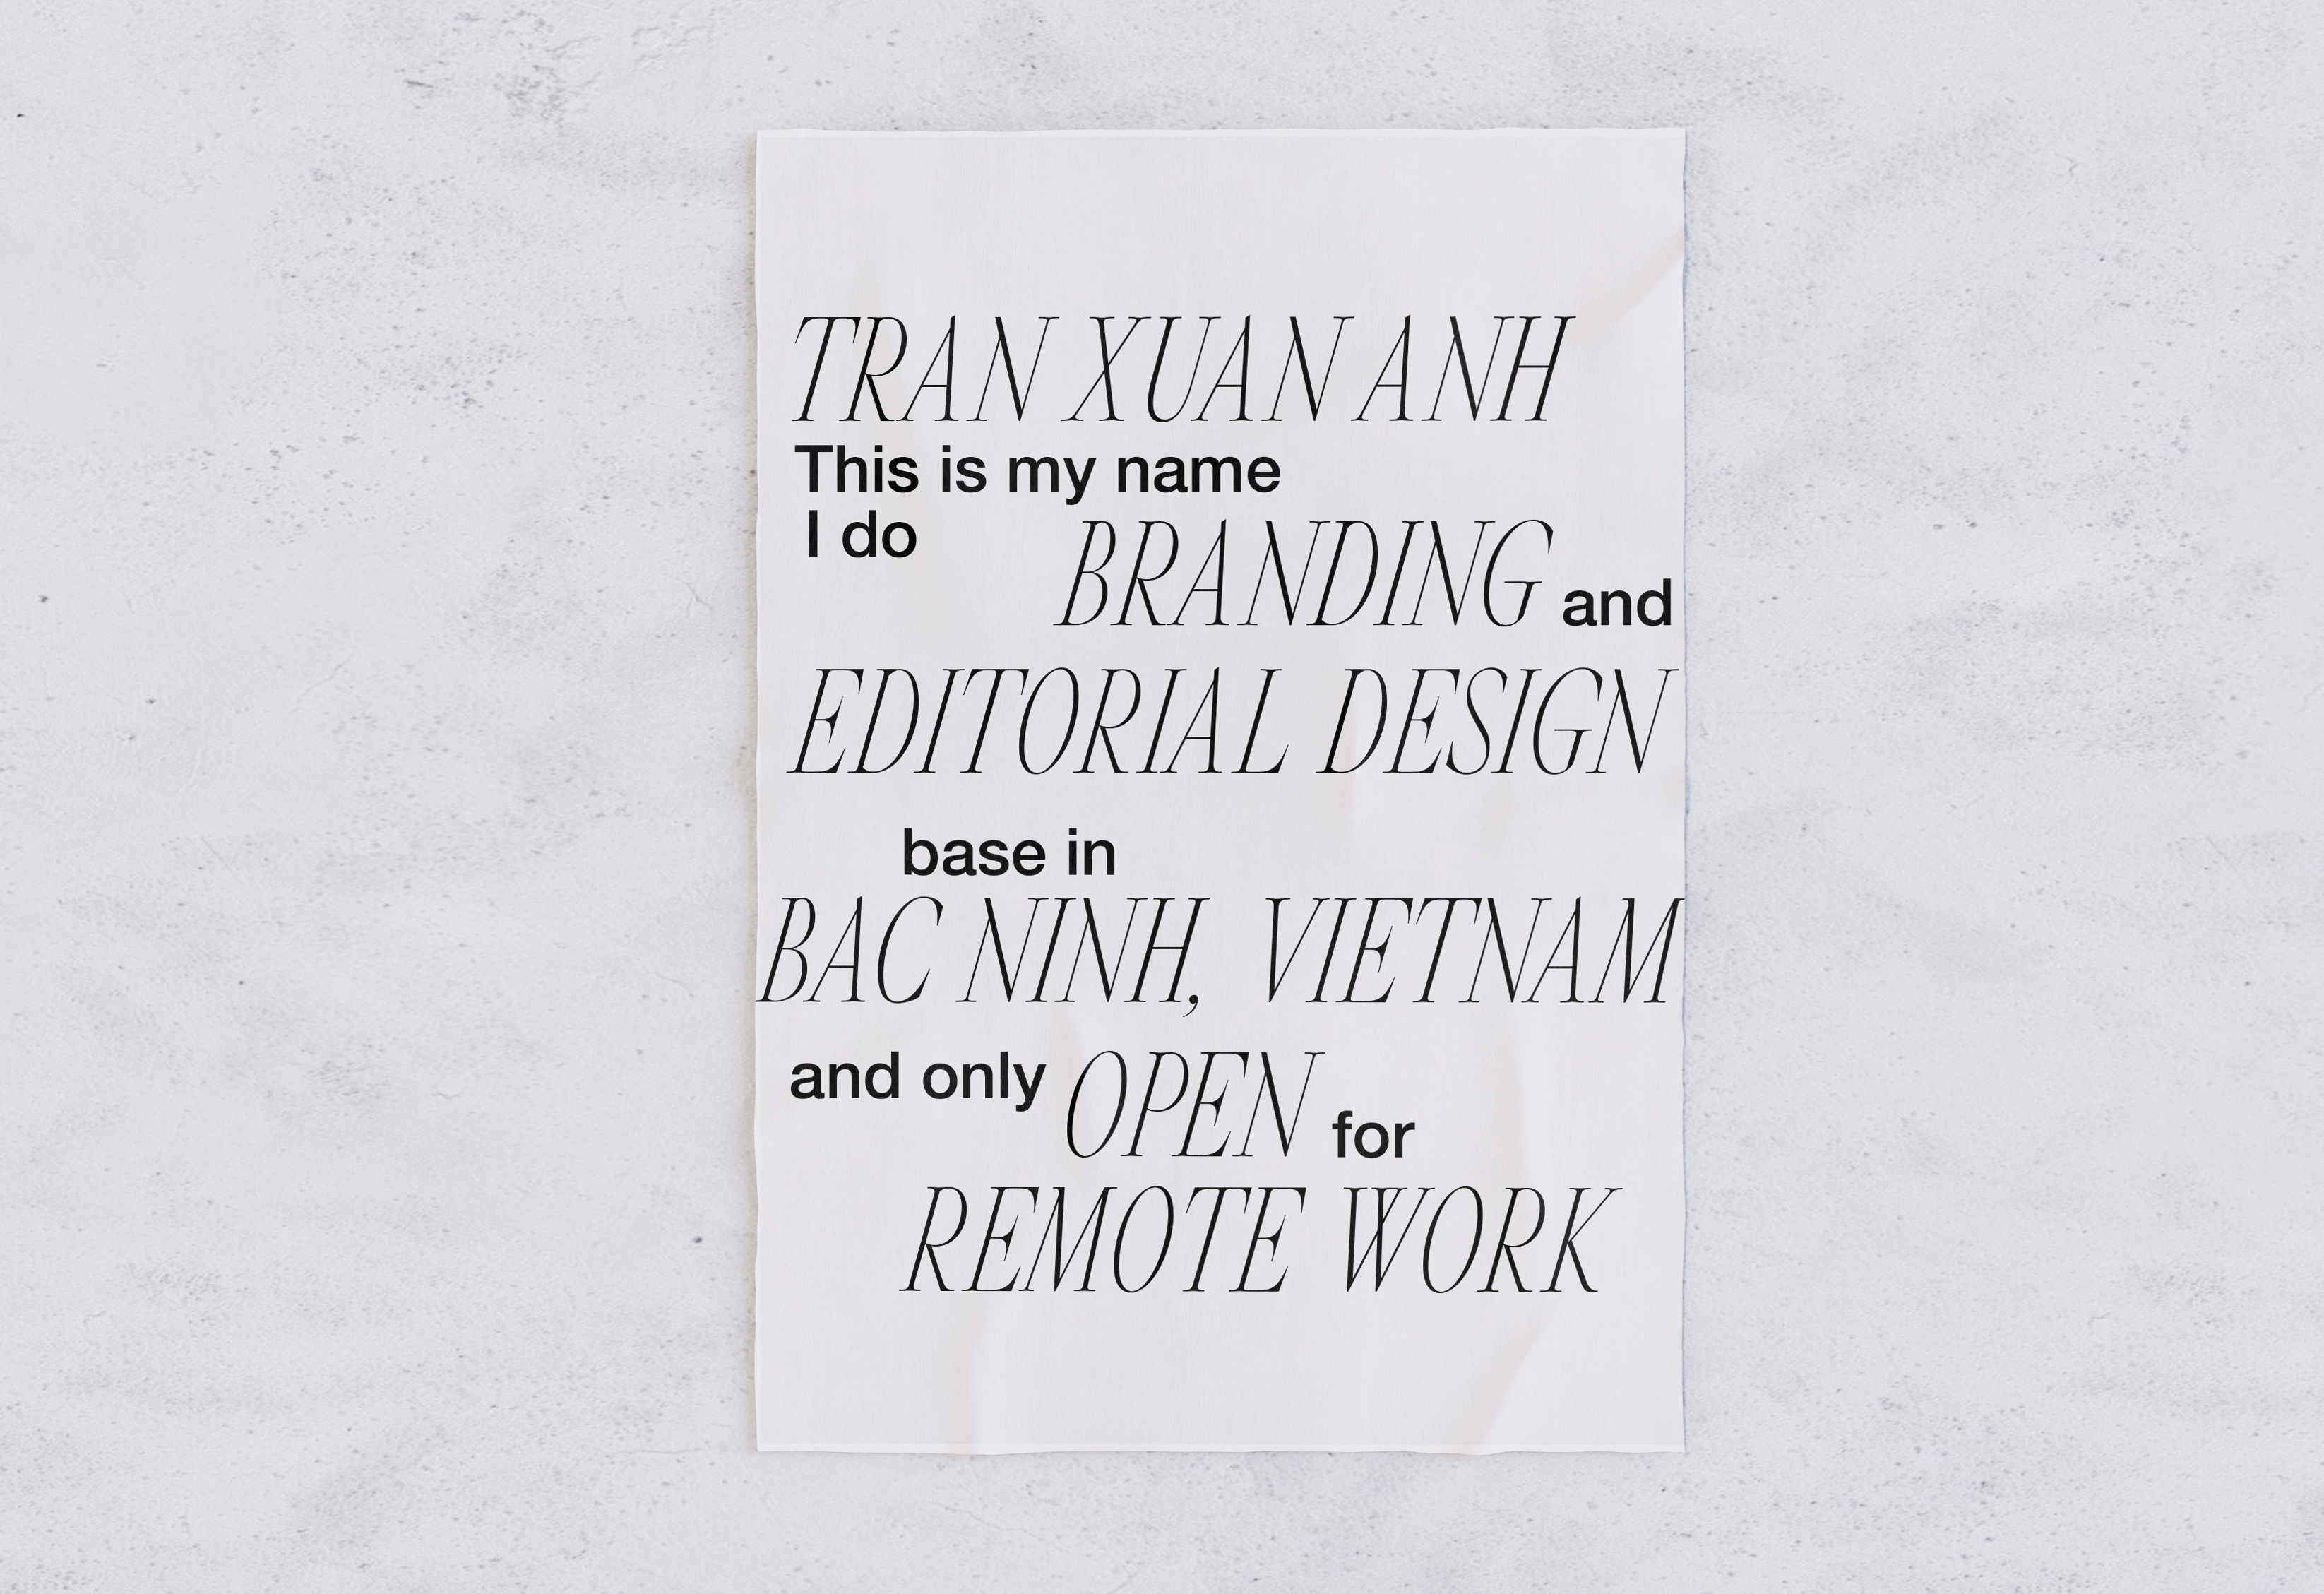 TRAN XUAN ANH
This is my name
I do BRANDING and
EDITORIAL DESIGN
base in
BAC NINH, VIETNAM
and only OPEN for
REMOTE WORK